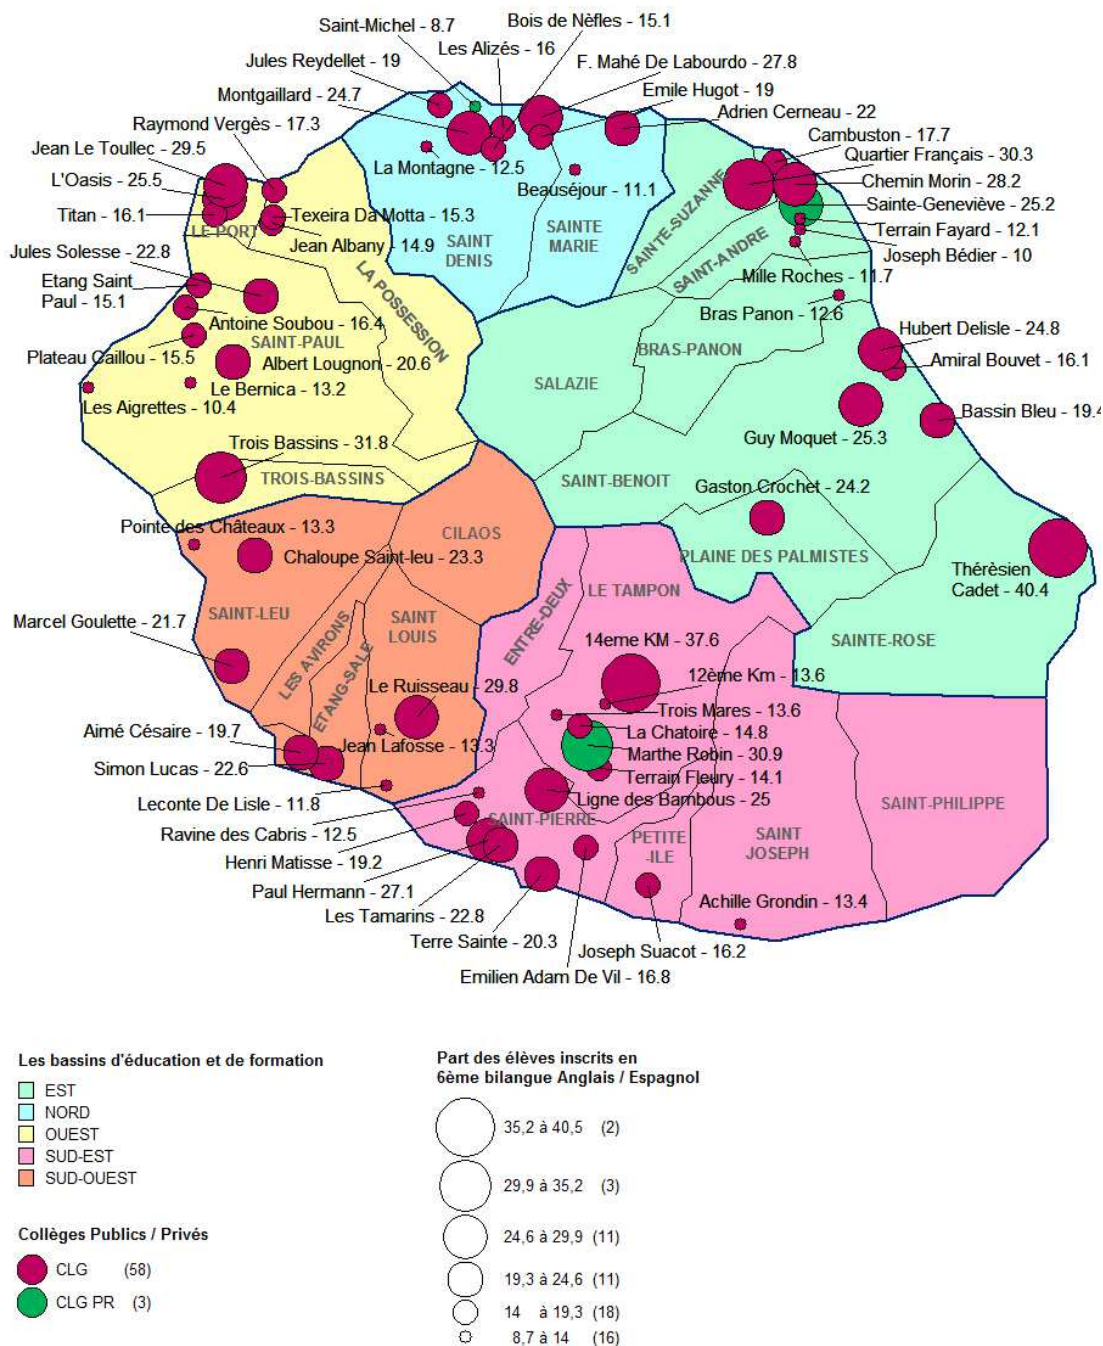 Saint-Michel - 8.7
Bois de Nèfles - 15.1
Les Alizés - 16
Jules Reydellet - 19
F. Mahé De Labourdo - 27.8
Montgaillard - 24.7
Emile Hugot - 19
Adrien Cerneau - 22
Raymond Vergès - 17.3
Cambuston - 17.7
Jean Le Toullec - 29.5
Quartier Français - 30.3
La Montagne - 12.5
L'Oasis - 25.5
Chemin Morin - 28.2
Beauséjour - 11.1
Sainte-Geneviève - 25.2
Titan - 16.1
Texeira Da Motta - 15.3
Terrain Fayard - 12.1
LE PORT
Jean Albany - 14.9
SAINT
DENIS
SAINTE
MARIE
SAINTE-SUZANNE
SAINT-ANDRE
Joseph Bédier - 10
Jules Solesse - 22.8
Mille Roches - 11.7
Etang Saint
Paul - 15.1
LA POSSESSION
Bras Panon - 12.6
Antoine Soubou - 16.4
Hubert Delisle - 24.8
SAINT-PAUL
BRAS-PANON
Plateau Caillou - 15.5
Albert Lougnon - 20.6
Amiral Bouvet - 16.1
SALAZIE
Le Bernica - 13.2
Les Aigrettes - 10.4
Bassin Bleu - 19.4
Guy Moquet - 25.3
Trois Bassins - 31.8
TROIS-BASSINS
SAINT-BENOIT
Gaston Crochet - 24.2
Pointe des Châteaux - 13.3
CILAOS
Chaloupe Saint-leu - 23.3
PLAINE DES PALMISTES
Thérèsien
Cadet - 40.4
LE TAMPON
SAINT-LEU
SAINT
LOUIS
ENTRE-DEUX
Marcel Goulette - 21.7
14eme KM - 37.6
SAINTE-ROSE
LES AVIRONS
ETANG-SALE
12ème Km - 13.6
Le Ruisseau - 29.8
Trois Mares - 13.6
Aimé Césaire - 19.7
La Chatoire - 14.8
Jean Lafosse - 13.3
Marthe Robin - 30.9
Simon Lucas - 22.6
Terrain Fleury - 14.1
Leconte De Lisle - 11.8
Ligne des Bambous - 25
SAINT-PHILIPPE
SAINT-PIERRE
Ravine des Cabris - 12.5
PETITE
-ILE
SAINT
JOSEPH
Henri Matisse - 19.2
Paul Hermann - 27.1
Achille Grondin - 13.4
Les Tamarins - 22.8
Terre Sainte - 20.3
Joseph Suacot - 16.2
Emilien Adam De Vil - 16.8
Les bassins d'éducation et de formation
EST
NORD
OUEST
SUD-EST
SUD-OUEST
Collèges Publics / Privés
CLG (58)
CLG PR (3)
Part des élèves inscrits en
6ème bilangue Anglais / Espagnol
35,2 à 40,5 (2)
29,9 à 35,2 (3)
24,6 à 29,9 (11)
19,3 à 24,6 (11)
14 à 19,3 (18)
8,7 à 14 (16)